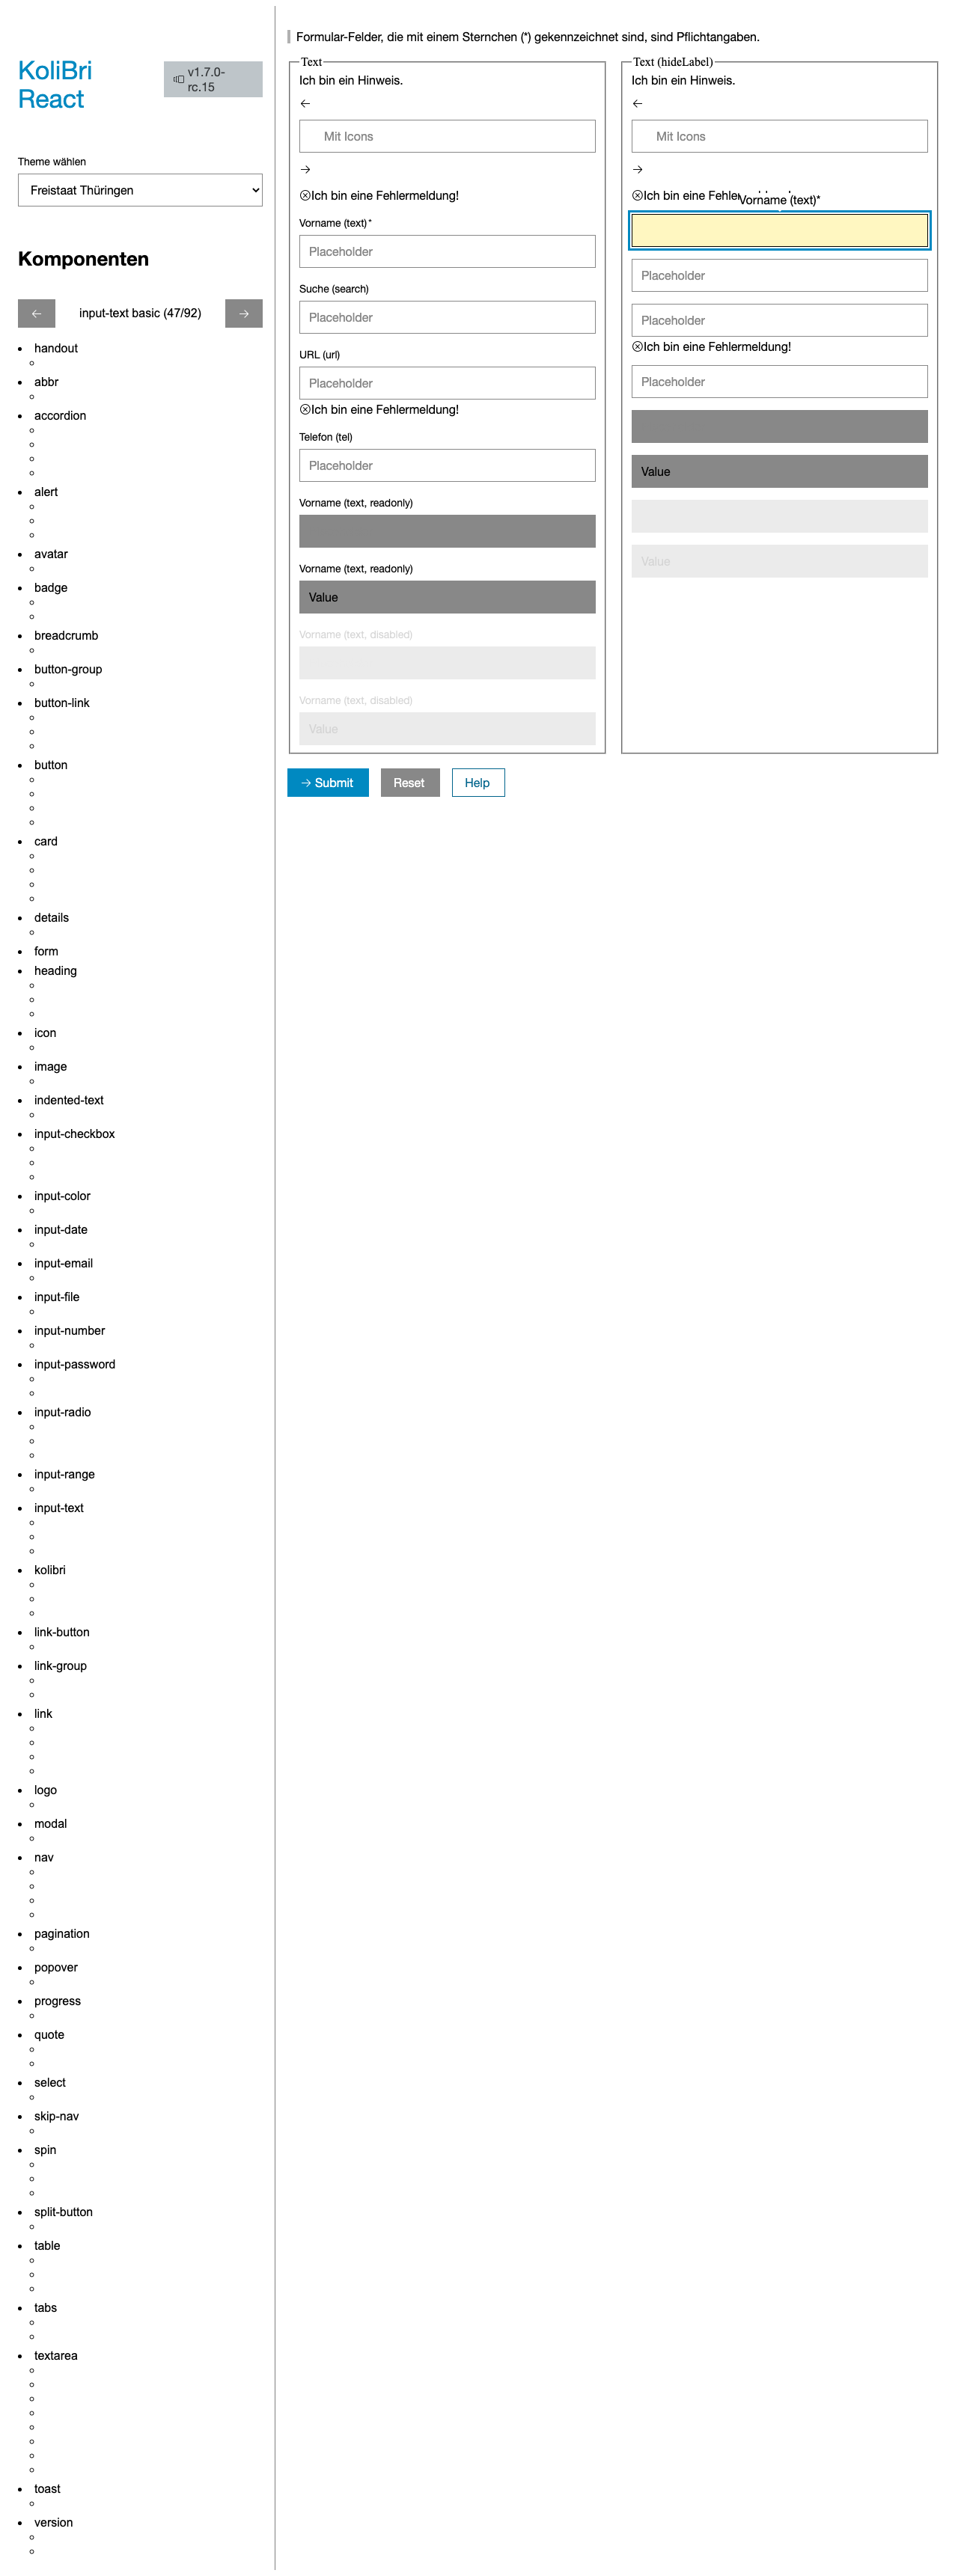 KoliBri
React
v1.7.0-
rc.15
Theme wählen
Freistaat Thüringen
Komponenten
← input-text basic (47/92) →
handout
abbr
accordion
alert
avatar
badge
breadcrumb
button-group
button-link
button
card
details
form
heading
icon
image
indented-text
input-checkbox
input-color
input-date
input-email
input-file
input-number
input-password
input-radio
input-range
input-text
kolibri
link-button
link-group
link
logo
modal
nav
pagination
popover
progress
quote
select
skip-nav
spin
split-button
table
tabs
textarea
toast
version
Formular-Felder, die mit einem Sternchen (*) gekennzeichnet sind, sind Pflichtangaben.
Text
Ich bin ein Hinweis.
←
Mit Icons
→
Ich bin eine Fehlermeldung!
Vorname (text)*
Placeholder
Suche (search)
Placeholder
URL (url)
Placeholder
Ich bin eine Fehlermeldung!
Telefon (tel)
Placeholder
Vorname (text, readonly)
Vorname (text, readonly)
Value
Vorname (text, disabled)
Vorname (text, disabled)
Value
Text (hideLabel)
Ich bin ein Hinweis.
←
Mit Icons
→
Ich bin eine
Vorname (text)*
Placeholder
Placeholder
Ich bin eine Fehlermeldung!
Placeholder
Value
Value
→ Submit
Reset
Help